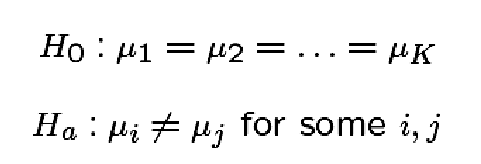 H₀ : μ₁ = μ₂ = … = μ_K
Hₐ : μᵢ ≠ μⱼ for some i, j